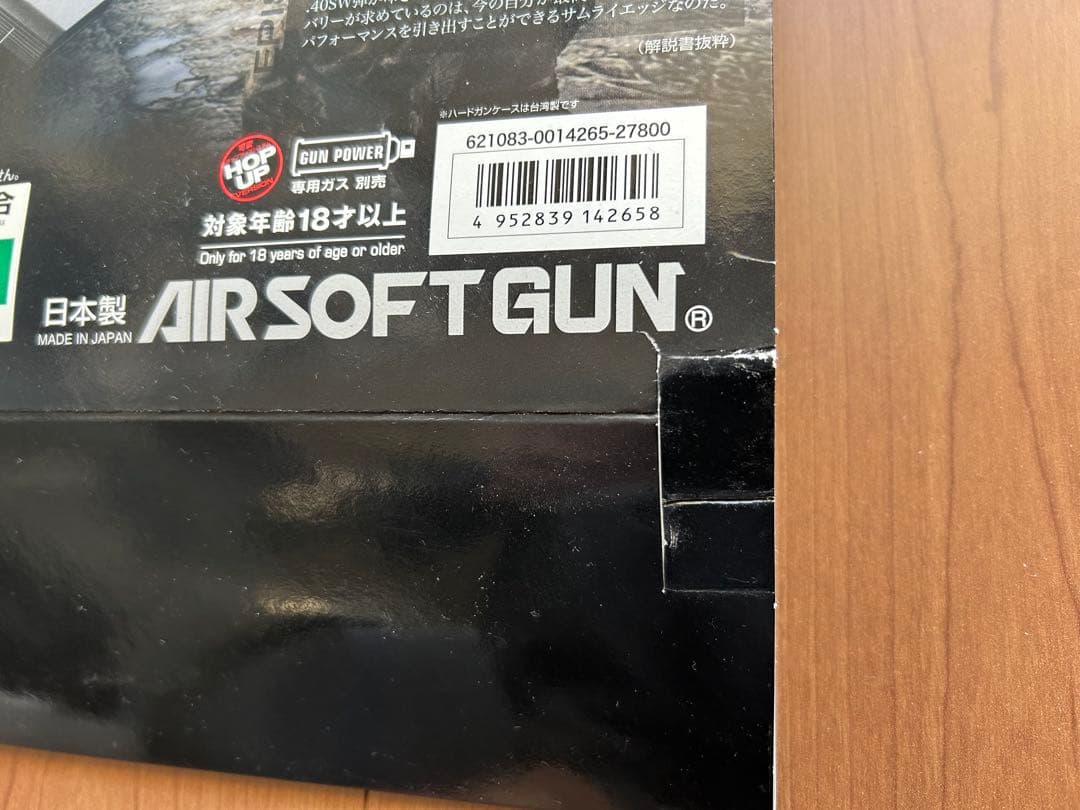 バリーが求めているのは、今の自分が最
パフォーマンスを引き出すことができるサムライエッジなのだ。
（解説書抜粋）
※ハードガンケースは台湾製です
621083-0014265-27800
4 952839 142658
HOP
UP
VERSION
GUN POWER
専用ガス 別売
対象年齢18才以上
Only for 18 years of age or older
せん。
合
日本製
MADE IN JAPAN
AIRSOFTGUN®